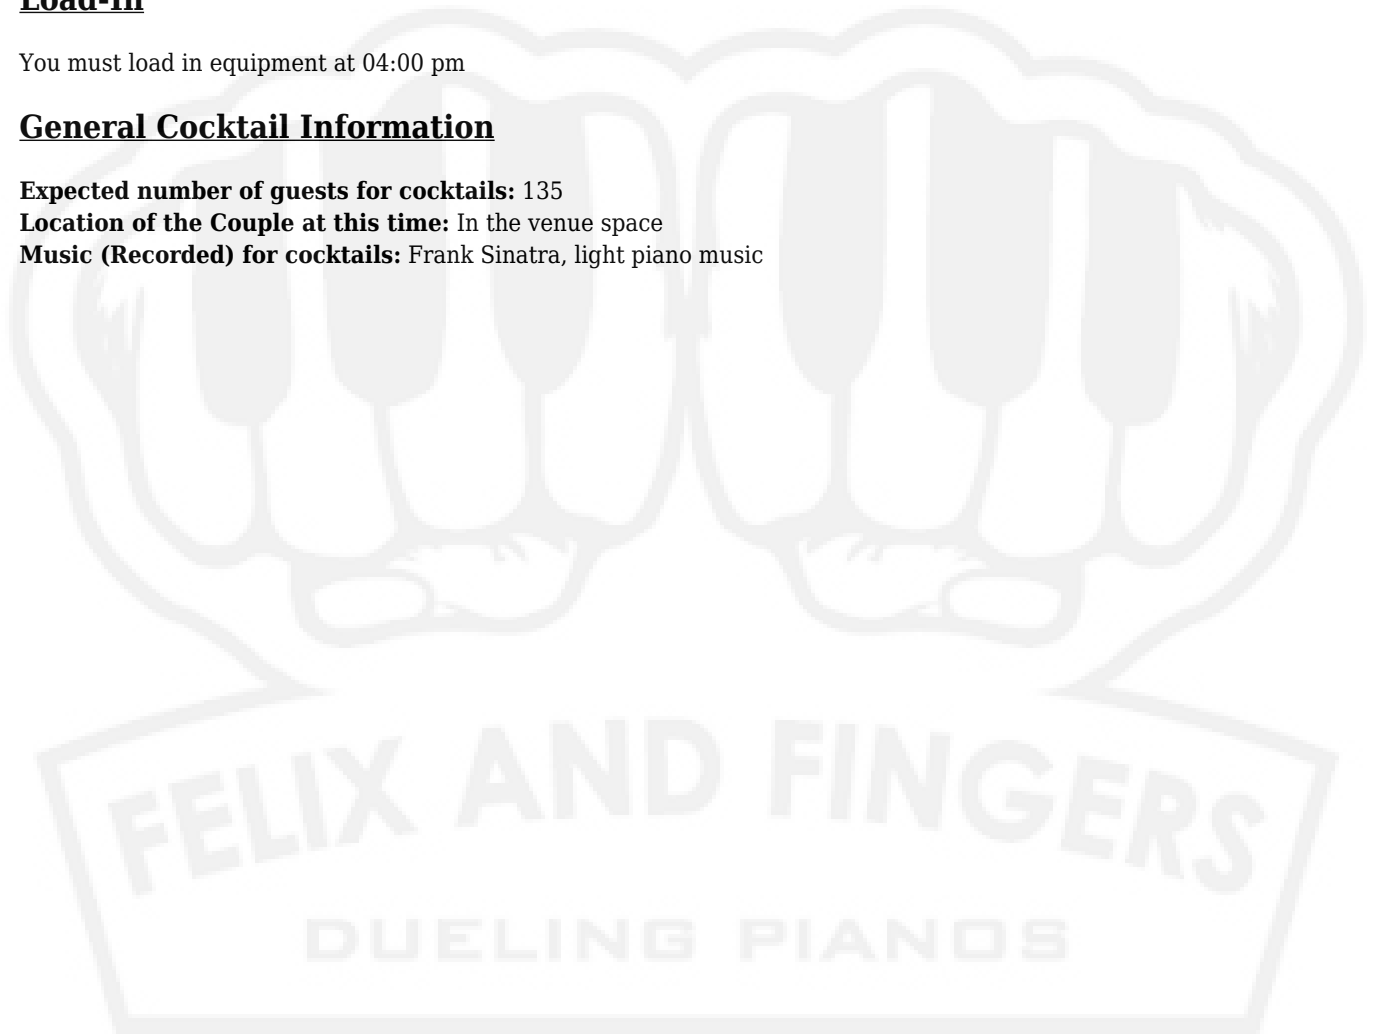 Load-In
You must load in equipment at 04:00 pm
General Cocktail Information
Expected number of guests for cocktails: 135
Location of the Couple at this time: In the venue space
Music (Recorded) for cocktails: Frank Sinatra, light piano music
FELIX AND FINGERS
DUELING PIANOS